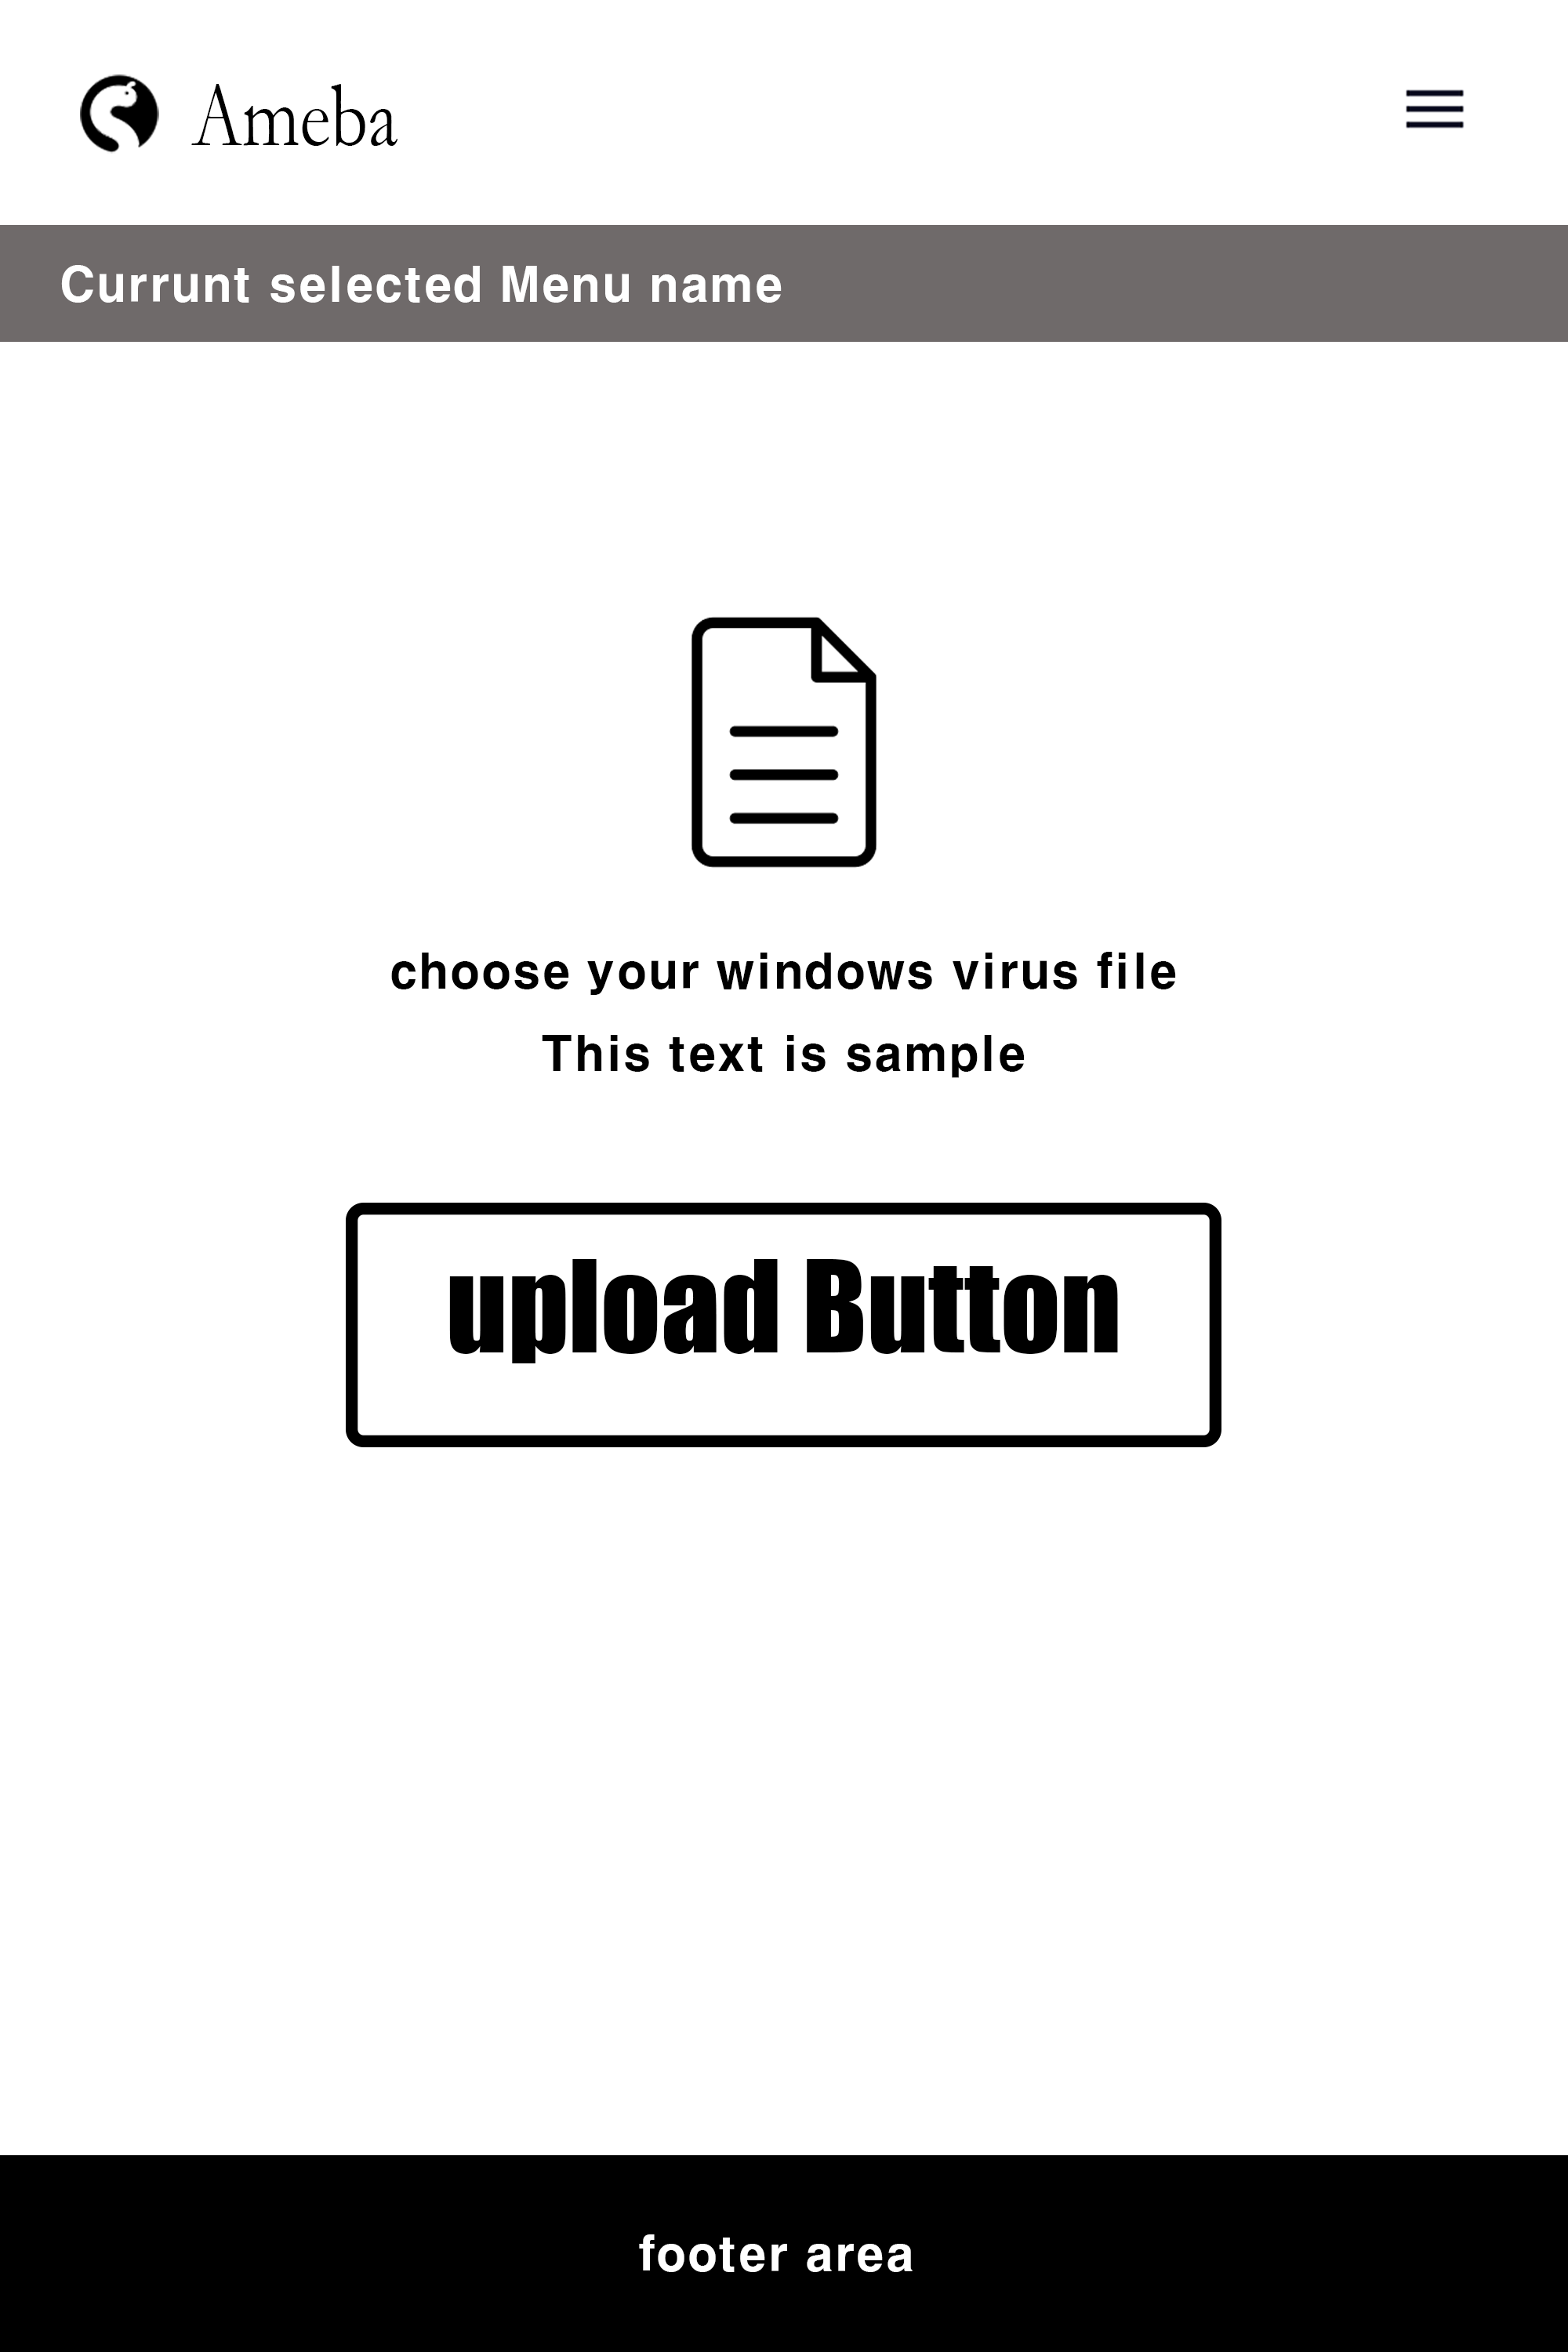 Ameba
Currunt selected Menu name
choose your windows virus file
This text is sample
upload Button
footer area